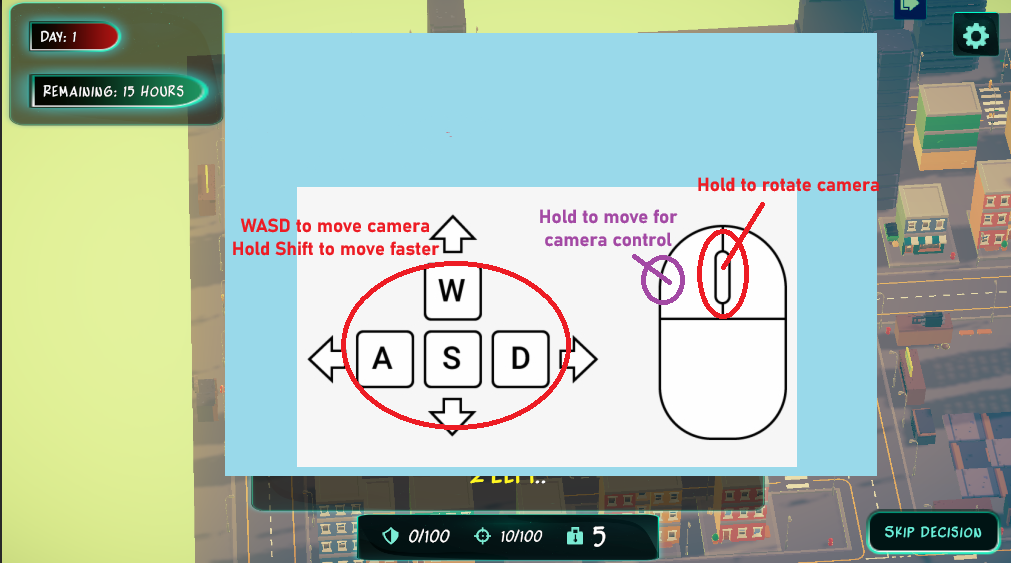 DAY: 1
REMAINING: 15 HOURS
Hold to rotate camera
WASD to move camera
Hold Shift to move faster
Hold to move for
camera control
W
A S D
0/100 10/100 5
SKIP DECISION